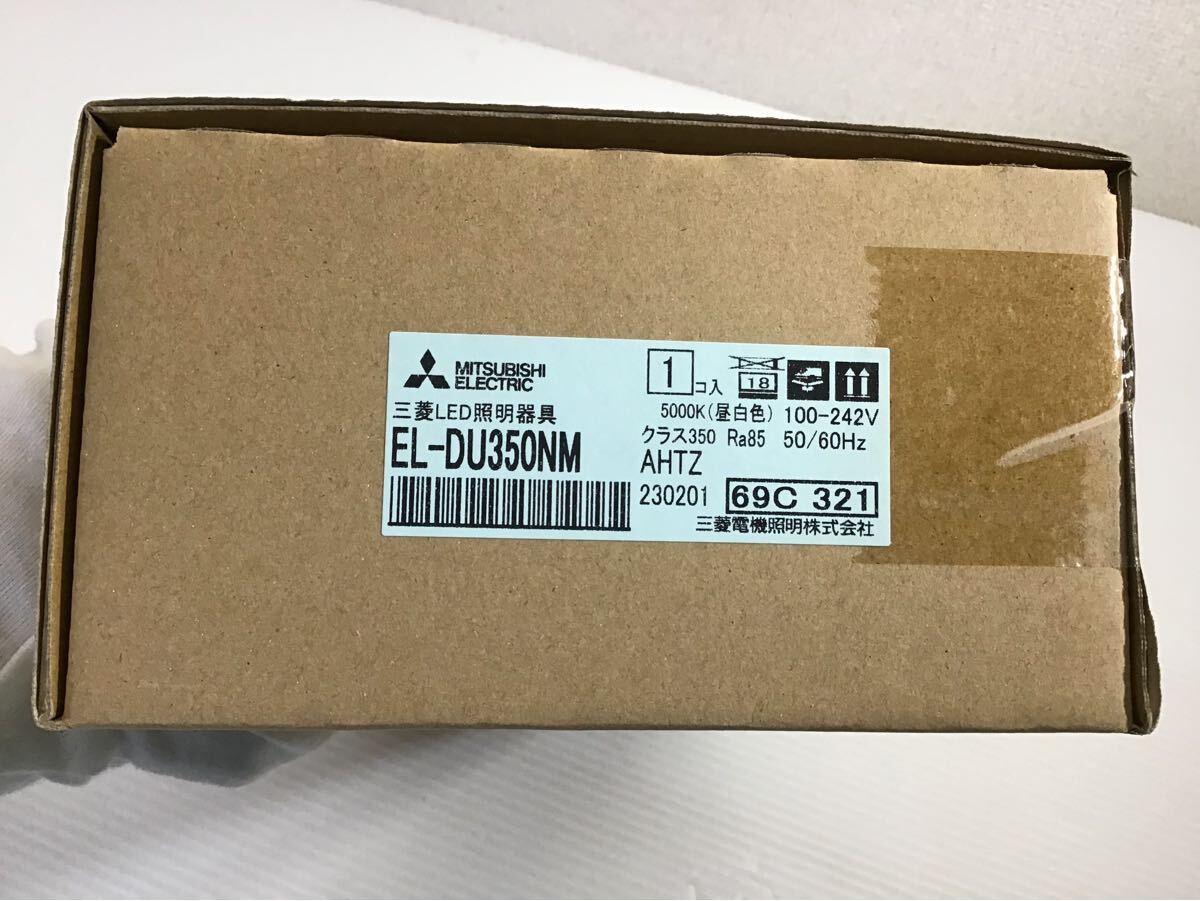 MITSUBISHI
ELECTRIC
1 コ入
18
三菱LED照明器具
5000K(昼白色) 100-242V
EL-DU350NM
クラス350 Ra85 50/60Hz
AHTZ
230201 69C 321
三菱電機照明株式会社